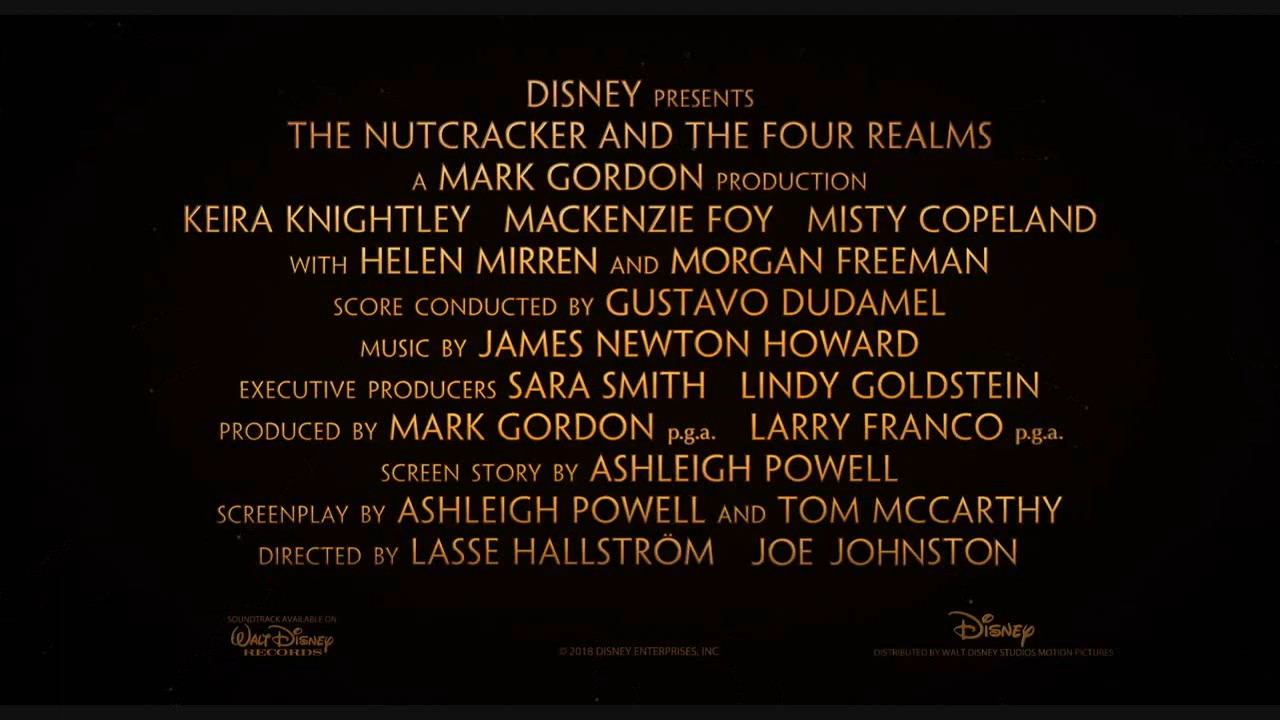 DISNEY PRESENTS
THE NUTCRACKER AND THE FOUR REALMS
A MARK GORDON PRODUCTION
KEIRA KNIGHTLEY MACKENZIE FOY MISTY COPELAND
WITH HELEN MIRREN AND MORGAN FREEMAN
SCORE CONDUCTED BY GUSTAVO DUDAMEL
MUSIC BY JAMES NEWTON HOWARD
EXECUTIVE PRODUCERS SARA SMITH LINDY GOLDSTEIN
PRODUCED BY MARK GORDON p.g.a. LARRY FRANCO p.g.a.
SCREEN STORY BY ASHLEIGH POWELL
SCREENPLAY BY ASHLEIGH POWELL AND TOM MCCARTHY
DIRECTED BY LASSE HALLSTRÖM JOE JOHNSTON
SOUNDTRACK AVAILABLE ON
WALT DISNEY
RECORDS
© 2018 DISNEY ENTERPRISES, INC
DISNEY
DISTRIBUTED BY WALT DISNEY STUDIOS MOTION PICTURES